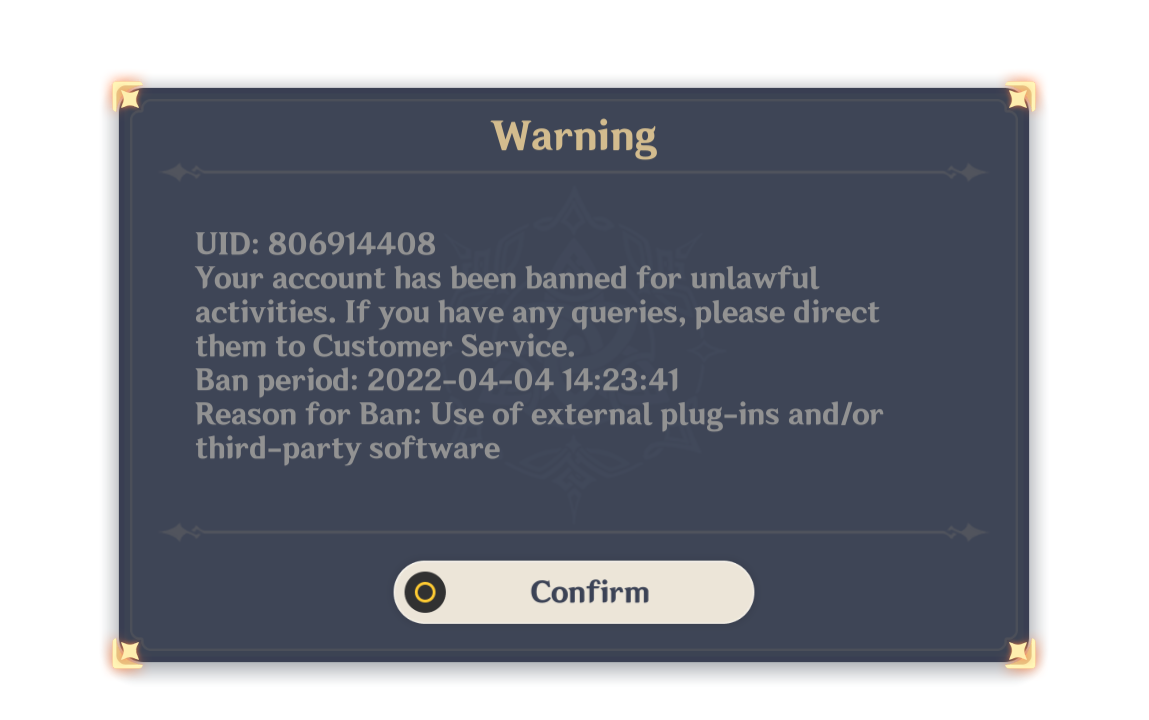 Warning
UID: 806914408
Your account has been banned for unlawful
activities. If you have any queries, please direct
them to Customer Service.
Ban period: 2022-04-04 14:23:41
Reason for Ban: Use of external plug-ins and/or
third-party software
Confirm